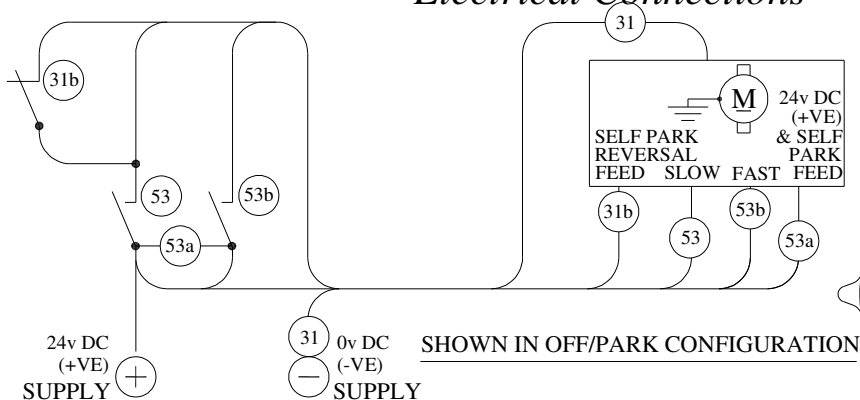 Electrical Connections
31
31b
53
53b
53a
M
24v DC
(+VE)
& SELF
PARK
FEED
SELF PARK
REVERSAL
FEED
SLOW
FAST
31b
53
53b
53a
24v DC
(+VE)
SUPPLY
+
31
0v DC
(-VE)
SUPPLY
−
SHOWN IN OFF/PARK CONFIGURATION